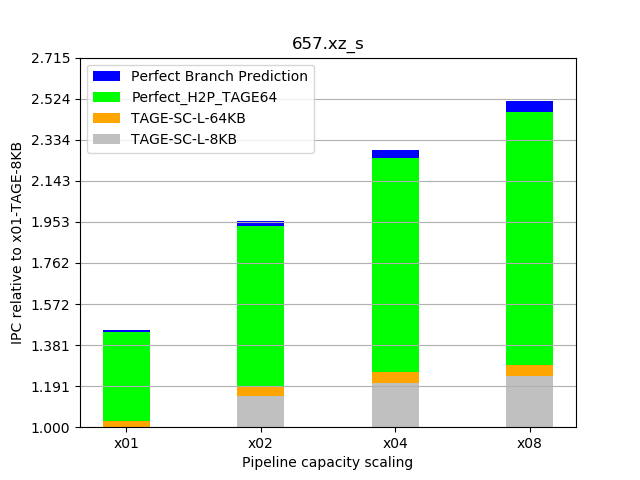 657.xz_s
2.715
2.524
2.334
2.143
1.953
1.762
1.572
1.381
1.191
1.000
IPC relative to x01-TAGE-8KB
Perfect Branch Prediction
Perfect_H2P_TAGE64
TAGE-SC-L-64KB
TAGE-SC-L-8KB
x01
x02
x04
x08
Pipeline capacity scaling